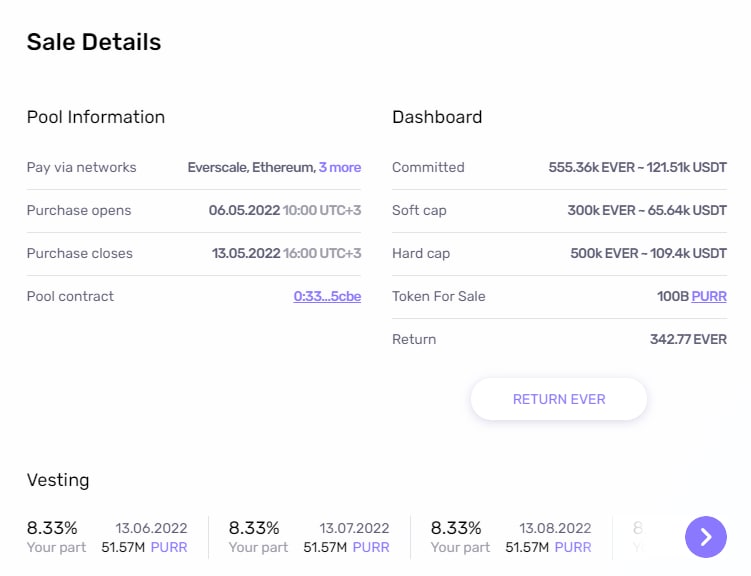 Sale Details
Pool Information
Pay via networks Everscale, Ethereum, 3 more
Purchase opens 06.05.2022 10:00 UTC+3
Purchase closes 13.05.2022 16:00 UTC+3
Pool contract 0:33...5cbe
Dashboard
Committed 555.36k EVER ~ 121.51k USDT
Soft cap 300k EVER ~ 65.64k USDT
Hard cap 500k EVER ~ 109.4k USDT
Token For Sale 100B PURR
Return 342.77 EVER
RETURN EVER
Vesting
8.33% 13.06.2022
Your part 51.57M PURR
8.33% 13.07.2022
Your part 51.57M PURR
8.33% 13.08.2022
Your part 51.57M PURR